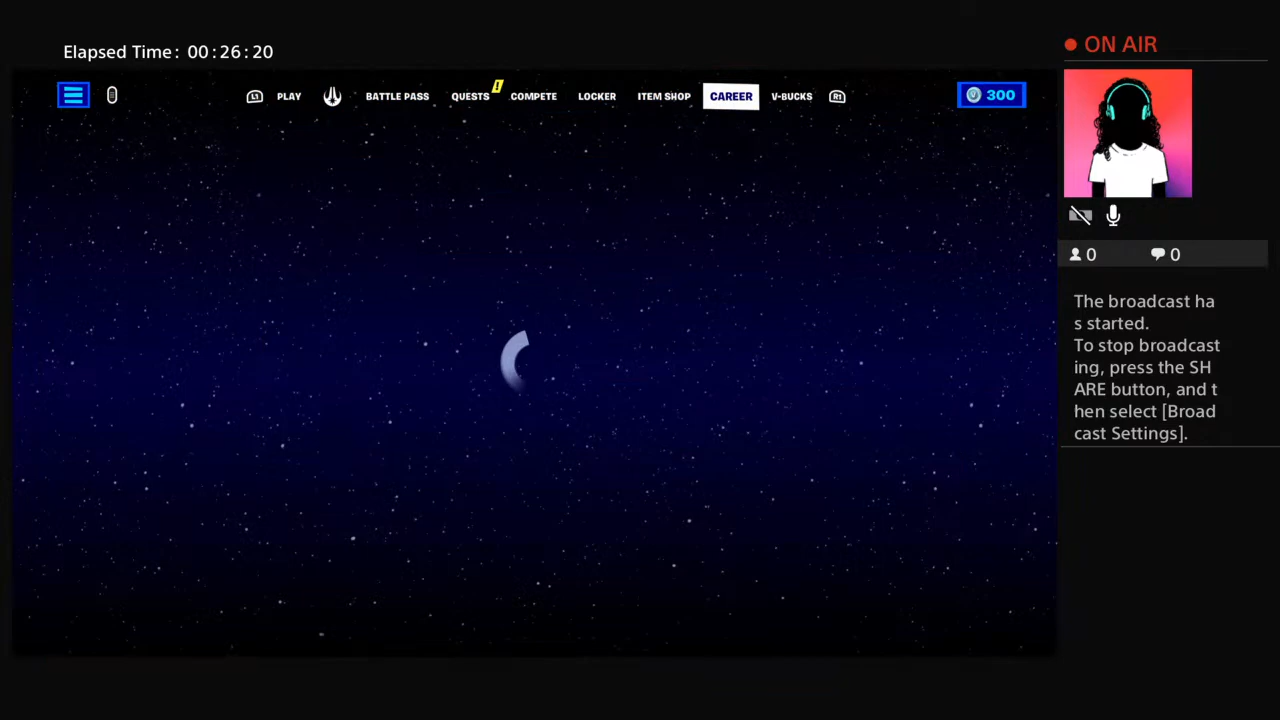 Elapsed Time: 00:26:20
ON AIR
L1 PLAY BATTLE PASS QUESTS ! COMPETE LOCKER ITEM SHOP CAREER V-BUCKS R1 300
0 0
The broadcast ha
s started.
To stop broadcast
ing, press the SH
ARE button, and t
hen select [Broad
cast Settings].